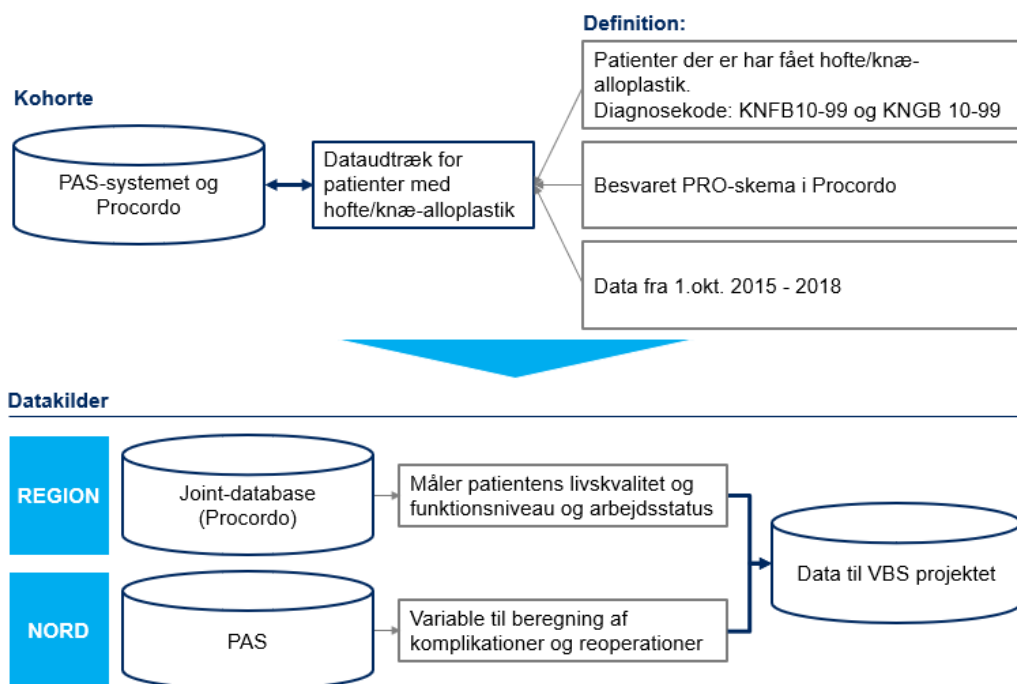 Definition:
Patienter der er har fået hofte/knæ-
alloplastik.
Diagnosekode: KNFB10-99 og KNGB 10-99
Kohorte
PAS-systemet og
Procordo
Dataudtræk for
patienter med
hofte/knæ-alloplastik
Besvaret PRO-skema i Procordo
Data fra 1.okt. 2015 - 2018
Datakilder
REGION
Joint-database
(Procordo)
Måler patientens livskvalitet og
funktionsniveau og arbejdsstatus
Data til VBS projektet
NORD
PAS
Variable til beregning af
komplikationer og reoperationer